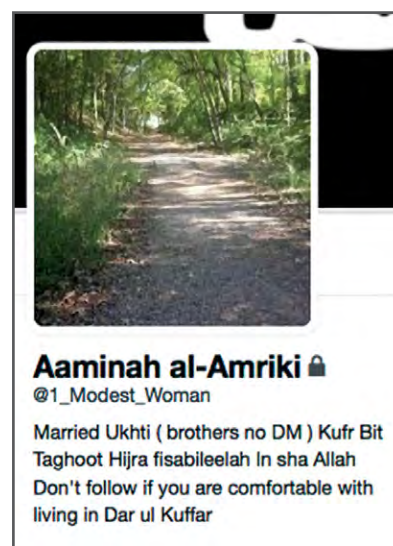 Aaminah al-Amriki
@1_Modest_Woman
Married Ukhti ( brothers no DM ) Kufr Bit
Taghoot Hijra fisabileelah In sha Allah
Don't follow if you are comfortable with
living in Dar ul Kuffar